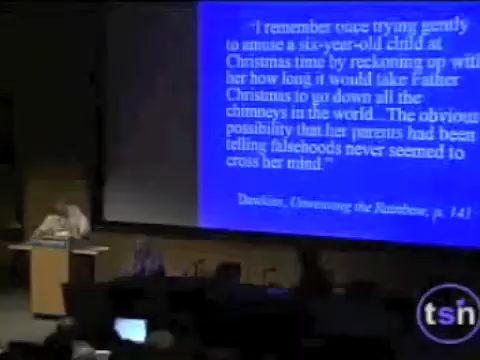 "I remember once trying gently
to amuse a six-year-old child at
Christmas time by reckoning up with
her how long it would take Father
Christmas to go down all the
chimneys in the world...The obvious
possibility that her parents had been
telling falsehoods never seemed to
cross her mind."
Dawkins, Unweaving the Rainbow, p. 141
tsn